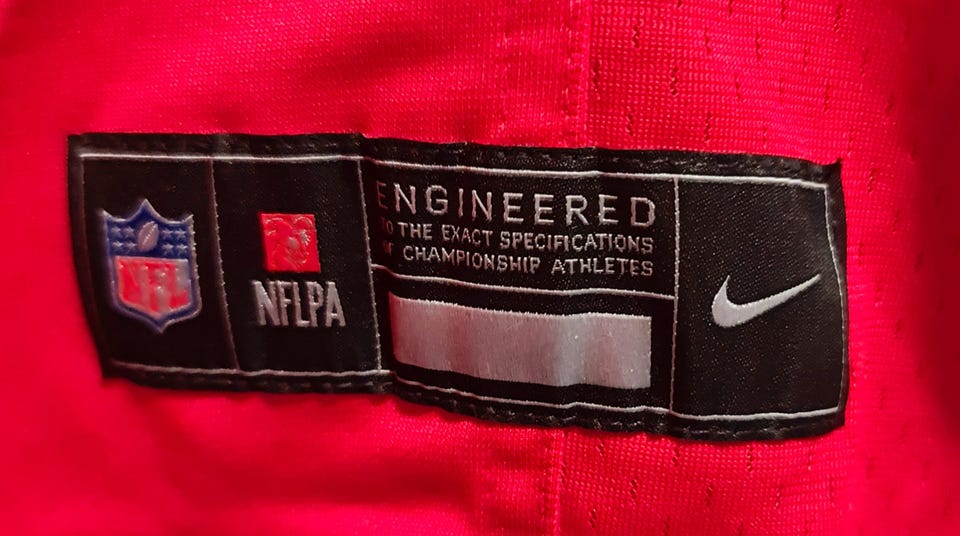 NFL
NFLPA
ENGINEERED
TO THE EXACT SPECIFICATIONS
OF CHAMPIONSHIP ATHLETES